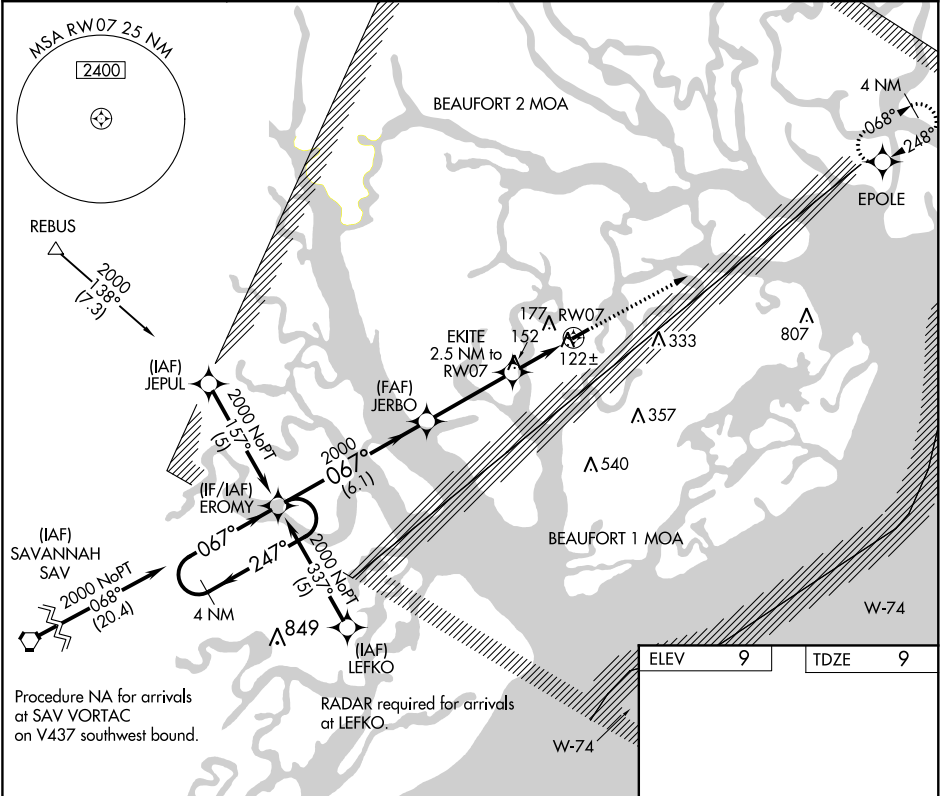 MSA RW07 25 NM
2400
BEAUFORT 2 MOA
4 NM
068°
248°
EPOLE
REBUS
2000
138°
(7.3)
177
RW07
152
EKITE
2.5 NM to
RW07
122±
333
807
(IAF)
JEPUL
(FAF)
JERBO
2000 NoPT
157°
(5)
357
2000
067°
(6.1)
540
(IF/IAF)
EROMY
067°
247°
BEAUFORT 1 MOA
(IAF)
SAVANNAH
SAV
2000 NoPT
068°
(20.4)
2000 NoPT
337°
(5)
4 NM
W-74
849
(IAF)
LEFKO
ELEV 9
TDZE 9
Procedure NA for arrivals
at SAV VORTAC
on V437 southwest bound.
RADAR required for arrivals
at LEFKO.
W-74